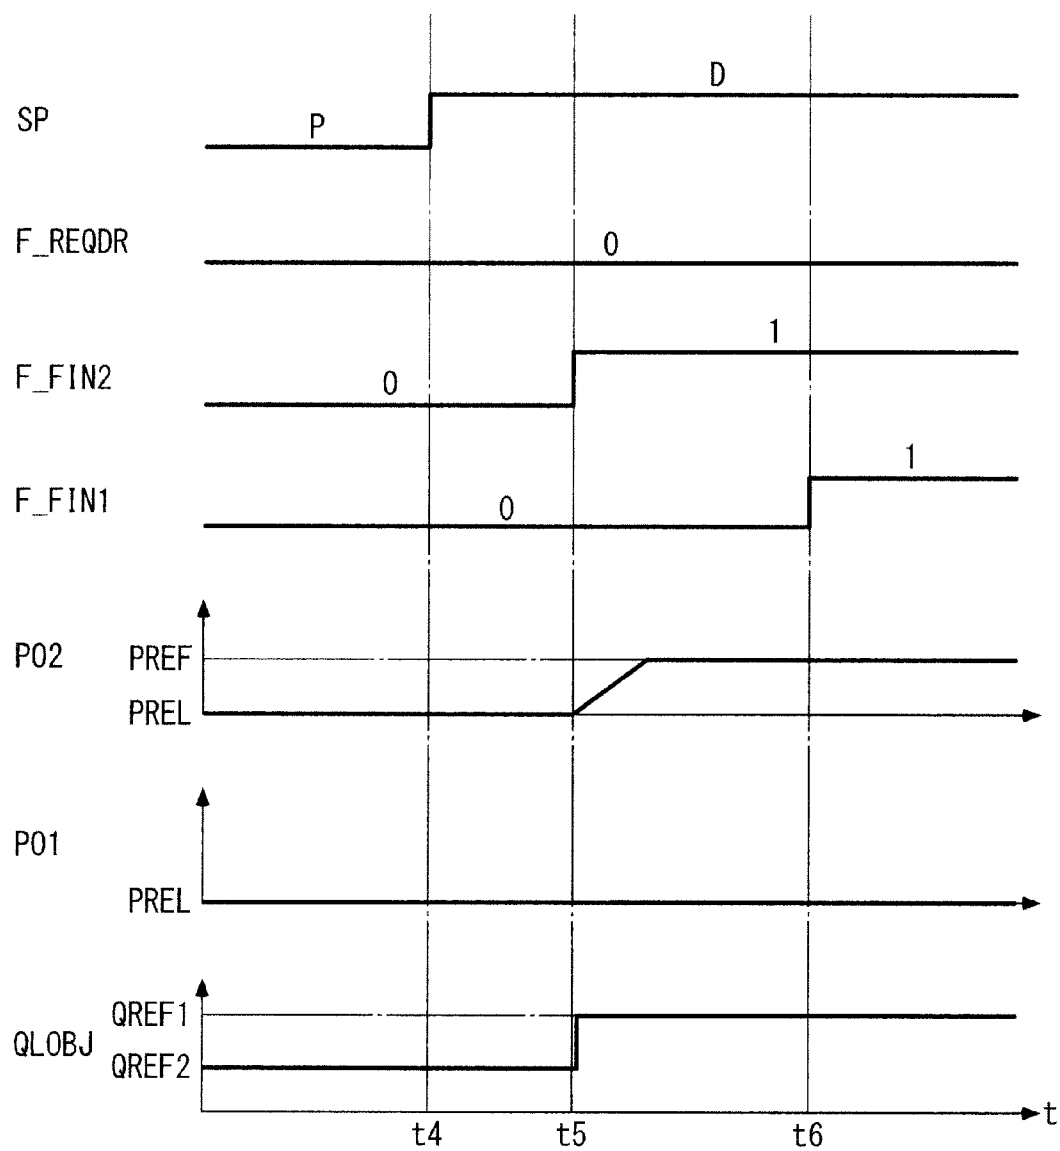 D
SP
P
F_REQDR
0
1
F_FIN2
0
1
F_FIN1
0
PO2
PREF
PREL
PO1
PREL
QREF1
QLOBJ
QREF2
t
t4 t5 t6